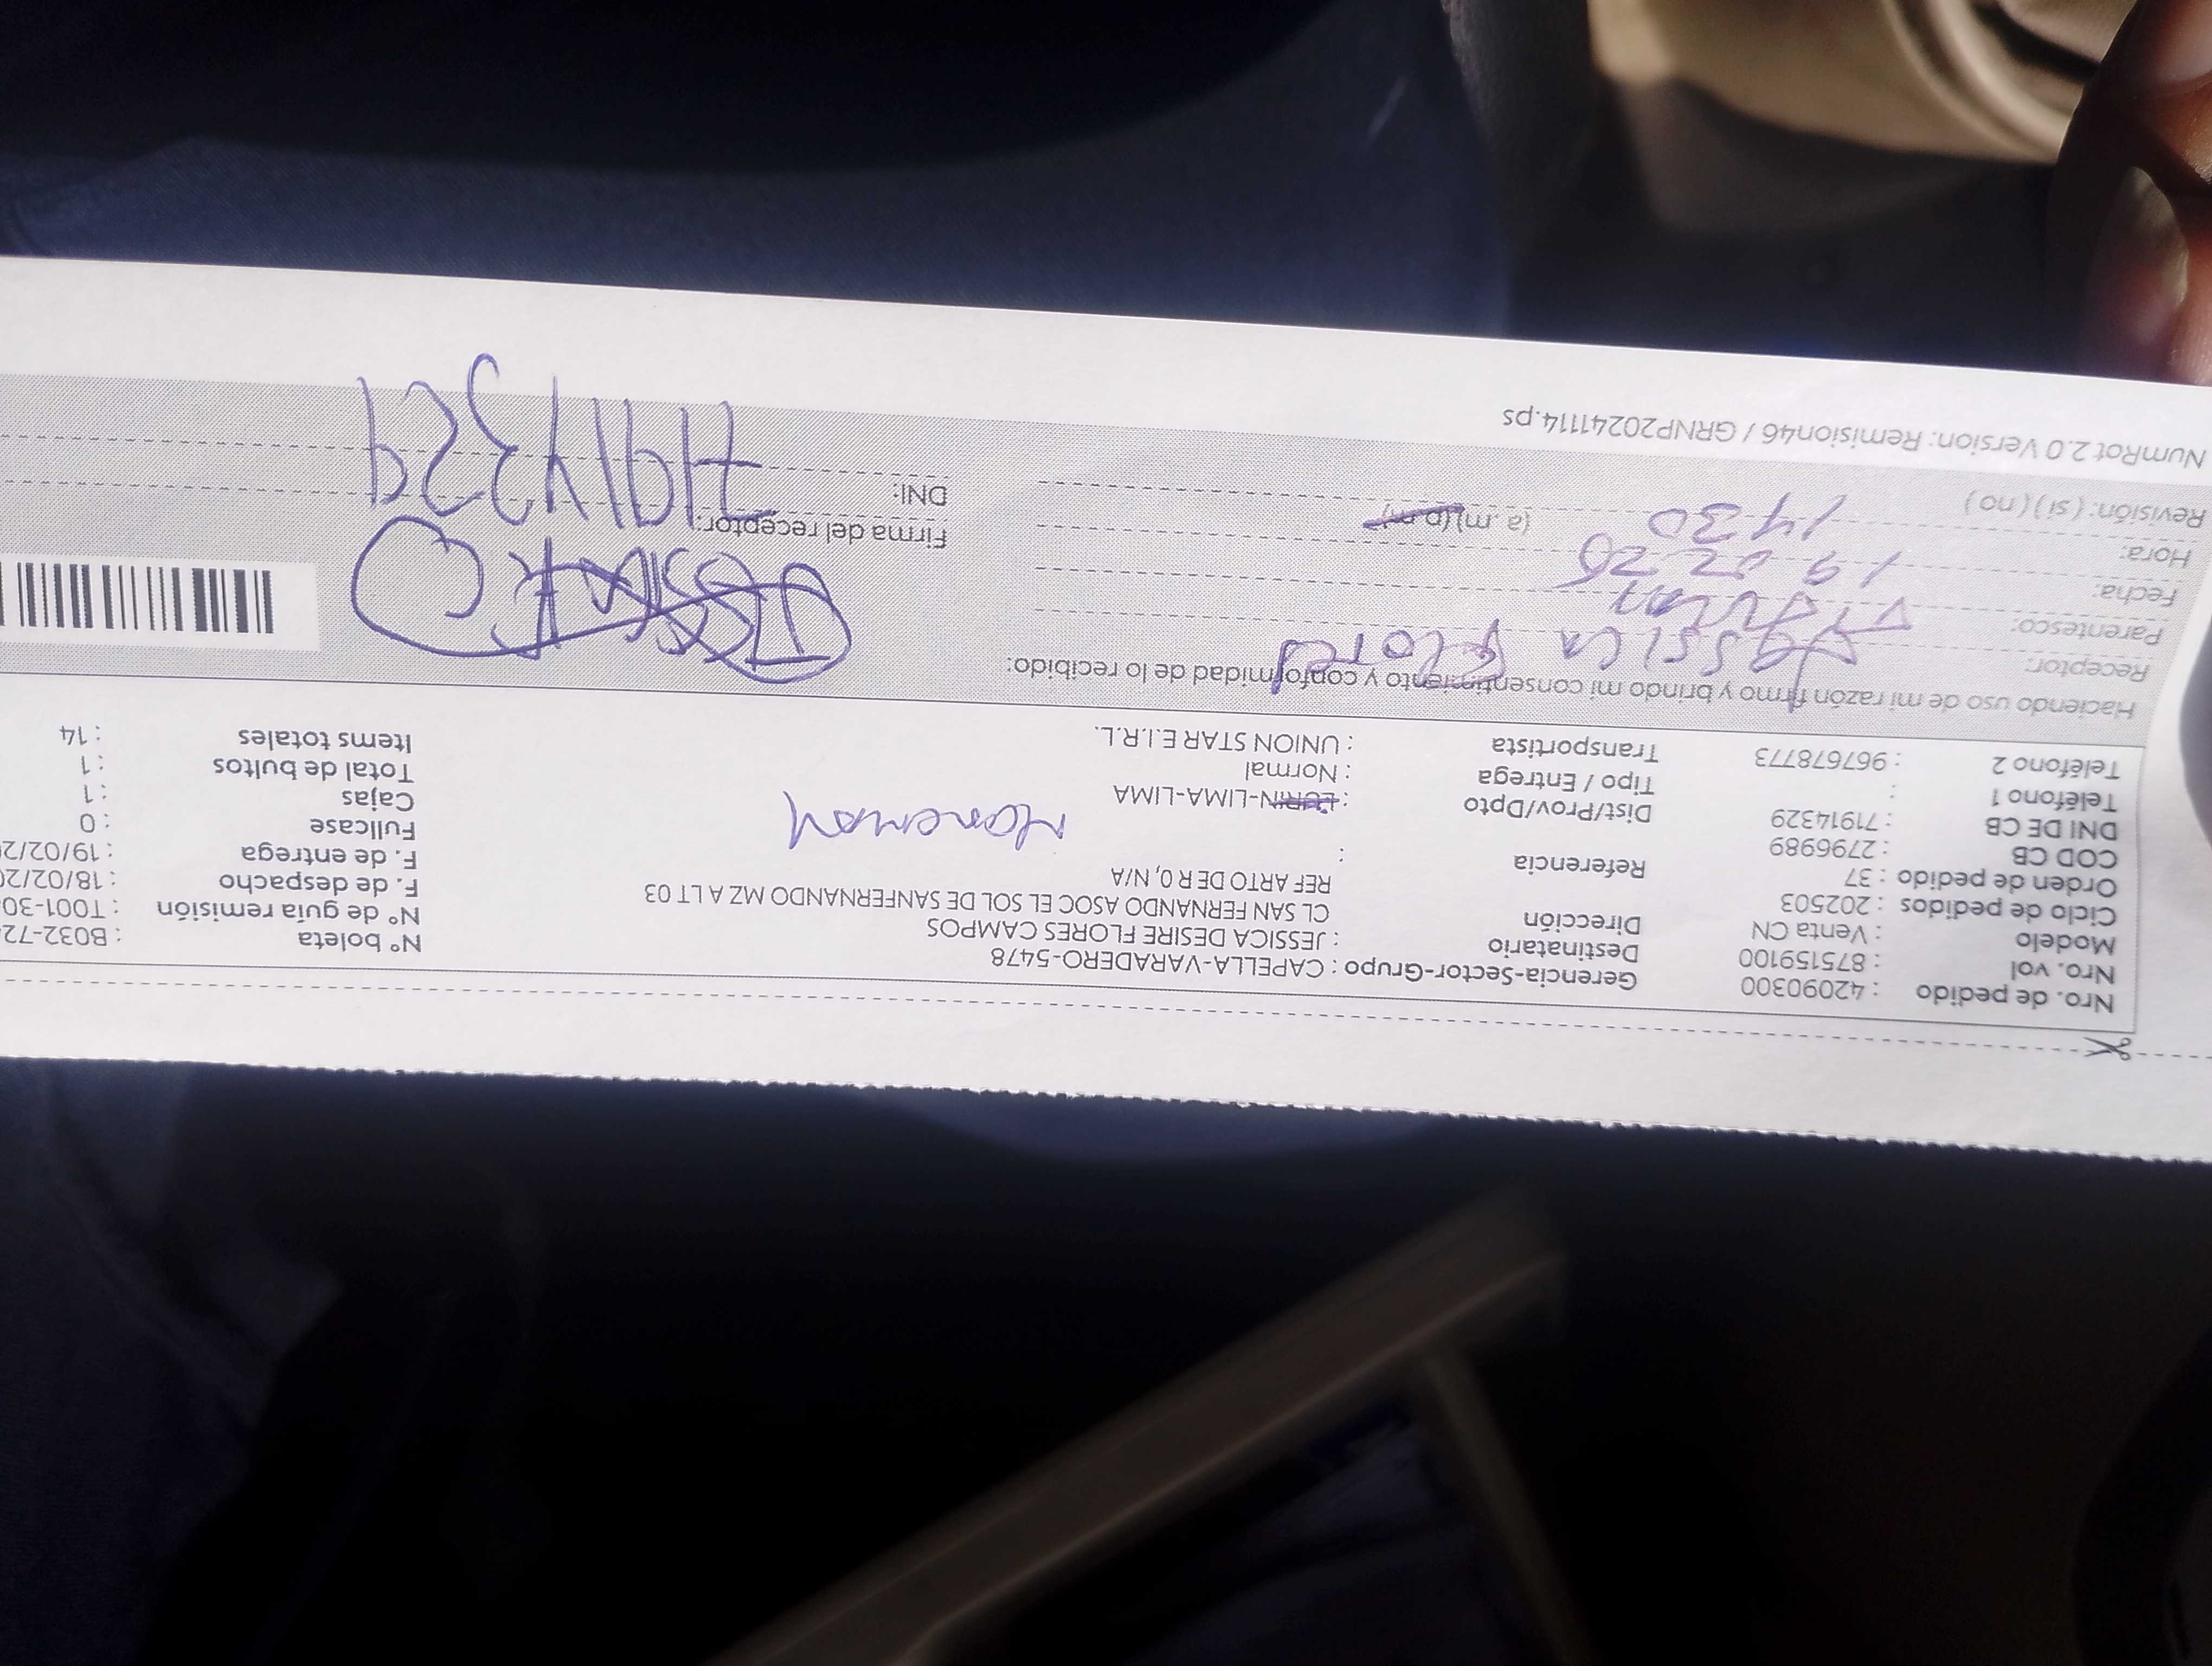 Nro. de pedido : 42090300
Nro. vol : 875159100
Modelo : Venta CN
Ciclo de pedidos : 202503
Orden de pedido : 37
COD CB : 2796989
DNI DE CB : 71914329
Teléfono 1 :
Teléfono 2 : 967678773
Gerencia-Sector-Grupo : CAPELLA-VARADERO-5478
Destinatario : JESSICA DESIRE FLORES CAMPOS
Dirección CL SAN FERNANDO ASOC EL SOL DE SANFERNANDO MZ A LT 03
REF ARTO DE R 0, N/A
Referencia :
Dist/Prov/Dpto : LURIN-LIMA-LIMA
Tipo / Entrega : Normal
Transportista : UNION STAR E.I.R.L.
N° boleta : B032-72
N° de guía remisión : T001-30
F. de despacho : 18/02/20
F. de entrega : 19/02/2
Fullcase : 0
Cajas : 1
Total de bultos : 1
Items totales : 14
Haciendo uso de mi razón firmo y brindo mi consentimiento y conformidad de lo recibido:
Receptor: Jessica Flores
Parentesco: Titular
Fecha: 19 02 25
Hora: 1430 (a .m) (p.m)
Revisión: ( si ) ( no )
Firma del receptor:
DNI: 71914329
NumRot 2.0 Version: Remision46 / GRNP20241114.ps